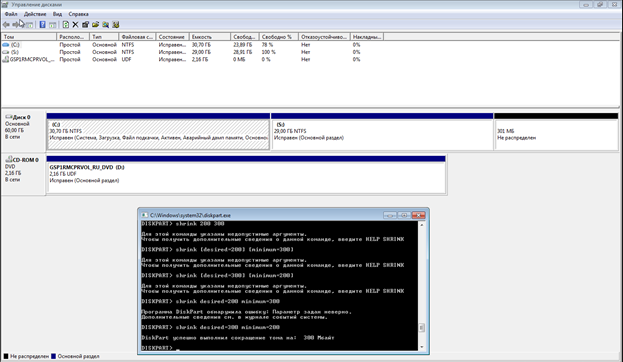 Управление дисками
Файл Действие Вид Справка
Том Располо... Тип Файловая с... Состояние Емкость Свобод... Свободно % Отказоустойчиво... Накладны...
(C:) Простой Основной NTFS Исправен... 30,70 ГБ 23,89 ГБ 78 % Нет 0%
(S:) Простой Основной NTFS Исправен... 29,00 ГБ 28,91 ГБ 100 % Нет 0%
GSP1RMCPRVOL_... Простой Основной UDF Исправен... 2,16 ГБ 0 МБ 0 % Нет 0%
Диск 0
Основной
60,00 ГБ
В сети
(C:)
30,70 ГБ NTFS
Исправен (Система, Загрузка, Файл подкачки, Активен, Аварийный дамп памяти, Основно
(S:)
29,00 ГБ NTFS
Исправен (Основной раздел)
301 МБ
Не распределен
CD-ROM 0
DVD
2,16 ГБ
В сети
GSP1RMCPRVOL_RU_DVD (D:)
2,16 ГБ UDF
Исправен (Основной раздел)
C:\Windows\system32\diskpart.exe
DISKPART> shrink 200 300
Для этой команды указаны недопустимые аргументы.
Чтобы получить дополнительные сведения о данной команде, введите HELP SHRINK
DISKPART> shrink [desired=200] [minimum=300]
Для этой команды указаны недопустимые аргументы.
Чтобы получить дополнительные сведения о данной команде, введите HELP SHRINK
DISKPART> shrink [desired=300] [minimum=200]
Для этой команды указаны недопустимые аргументы.
Чтобы получить дополнительные сведения о данной команде, введите HELP SHRINK
DISKPART> shrink desired=200 minimum=300
Программа DiskPart обнаружила ошибку: Параметр задан неверно.
Дополнительные сведения см. в журнале событий системы.
DISKPART> shrink desired=300 minimum=200
DiskPart успешно выполнил сокращение тома на: 300 Мбайт
DISKPART> _
Не распределен Основной раздел